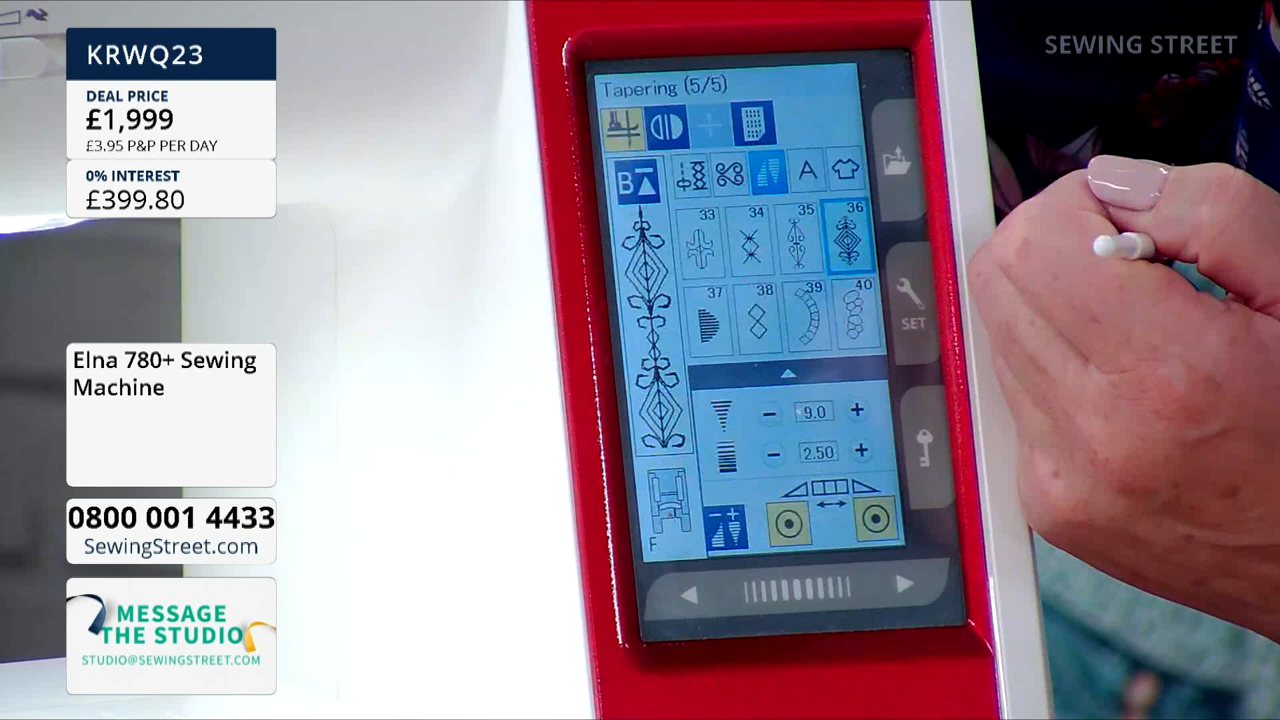 KRWQ23
DEAL PRICE
£1,999
£3.95 P&P PER DAY
0% INTEREST
£399.80
Elna 780+ Sewing
Machine
0800 001 4433
SewingStreet.com
MESSAGE
THE STUDIO
STUDIO@SEWINGSTREET.COM
SEWING STREET
Tapering (5/5)
B
A
33 34 35 36
37 38 39 40
9.0
2.50
F
SET